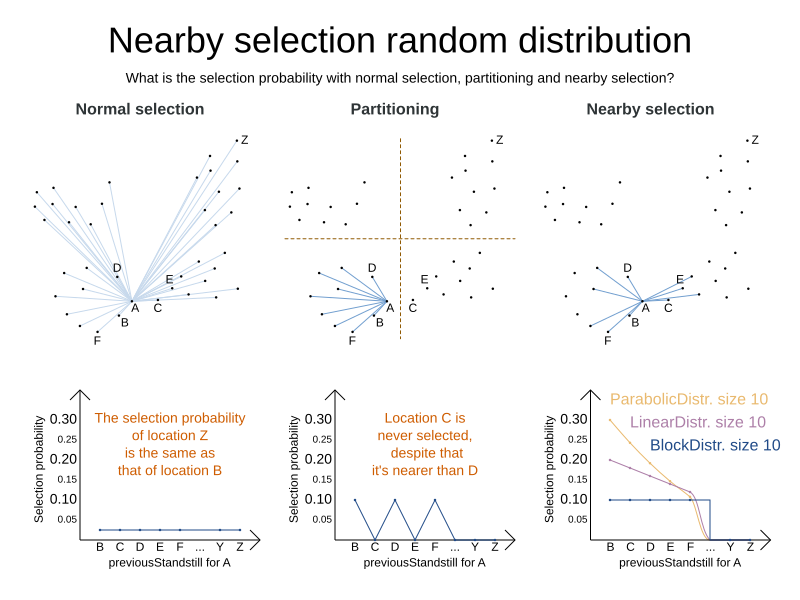 Nearby selection random distribution
What is the selection probability with normal selection, partitioning and nearby selection?
Normal selection
Z
D
E
A
C
B
F
Partitioning
Z
D
E
A
C
B
F
Nearby selection
Z
D
E
A
C
B
F
Selection probability
0.30
0.25
0.20
0.15
0.10
0.05
The selection probability
of location Z
is the same as
that of location B
B C D E F ... Y Z
previousStandstill for A
Selection probability
0.30
0.25
0.20
0.15
0.10
0.05
Location C is
never selected,
despite that
it's nearer than D
B C D E F ... Y Z
previousStandstill for A
Selection probability
0.30
0.25
0.20
0.15
0.10
0.05
ParabolicDistr. size 10
LinearDistr. size 10
BlockDistr. size 10
B C D E F ... Y Z
previousStandstill for A